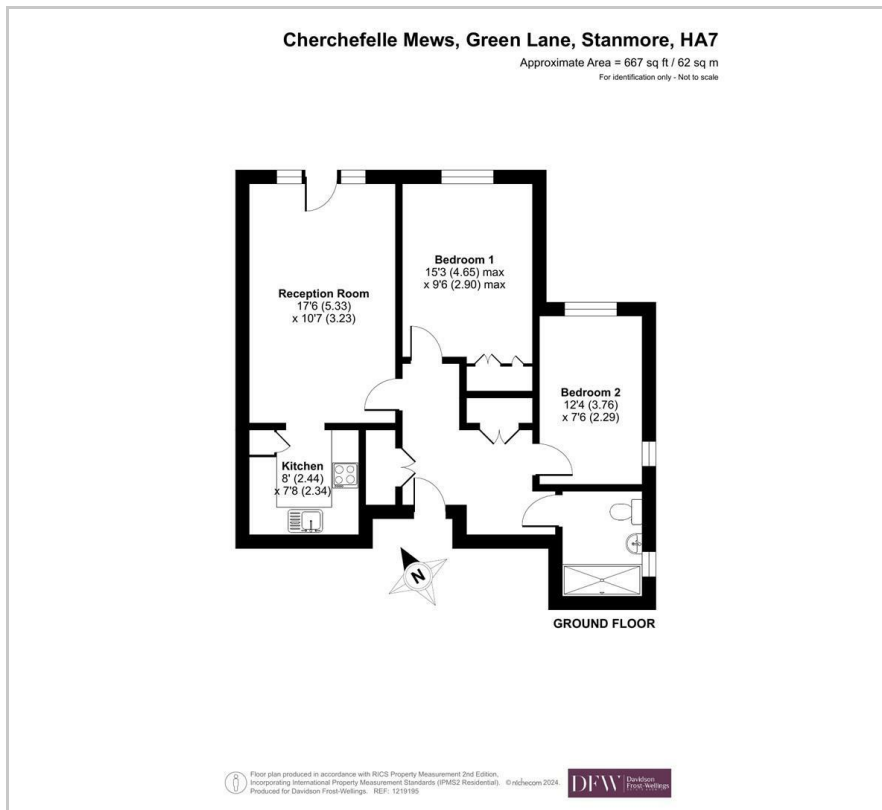 Cherchefelle Mews, Green Lane, Stanmore, HA7
Approximate Area = 667 sq ft / 62 sq m
For identification only - Not to scale
Bedroom 1
15'3 (4.65) max
x 9'6 (2.90) max
Reception Room
17'6 (5.33)
x 10'7 (3.23)
Bedroom 2
12'4 (3.76)
x 7'6 (2.29)
Kitchen
8' (2.44)
x 7'8 (2.34)
N
GROUND FLOOR
Floor plan produced in accordance with RICS Property Measurement 2nd Edition,
Incorporating International Property Measurement Standards (IPMS2 Residential). © nichecom 2024.
Produced for Davidson Frost-Wellings. REF: 1219195
DFW Davidson
Frost-Wellings